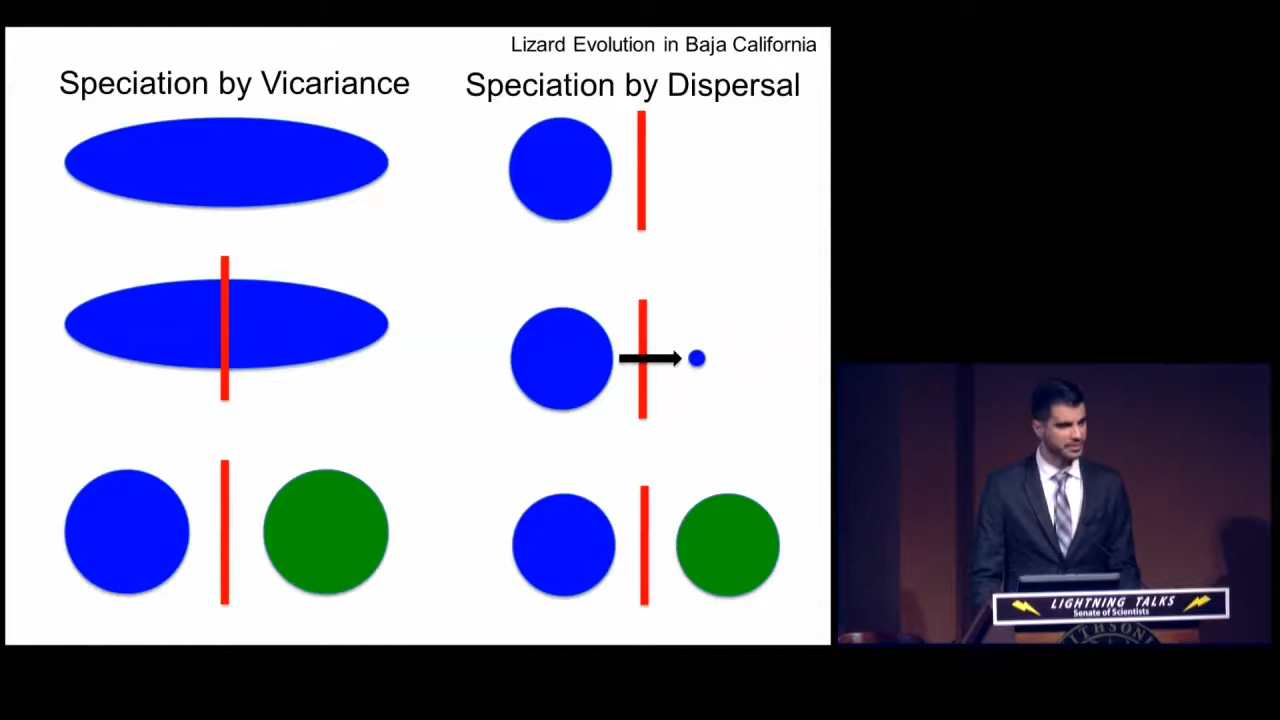 Lizard Evolution in Baja California
Speciation by Vicariance
Speciation by Dispersal
LIGHTNING TALKS
Senate of Scientists